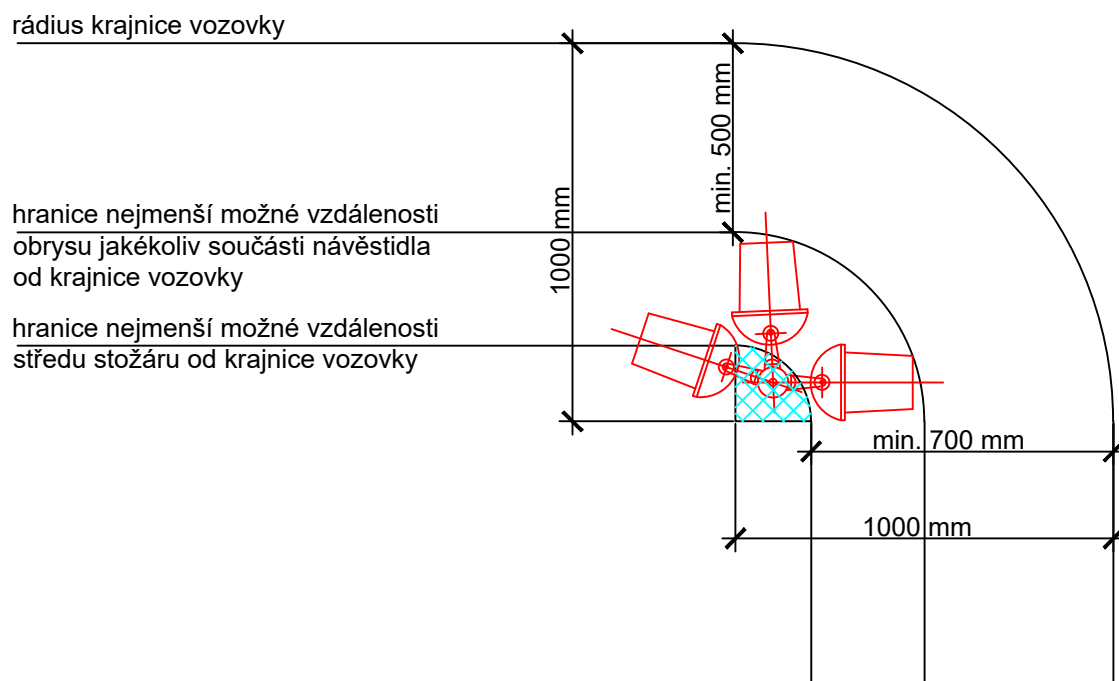 rádius krajnice vozovky
min. 500 mm
1000 mm
hranice nejmenší možné vzdálenosti
obrysu jakékoliv součásti návěstidla
od krajnice vozovky
hranice nejmenší možné vzdálenosti
středu stožáru od krajnice vozovky
min. 700 mm
1000 mm